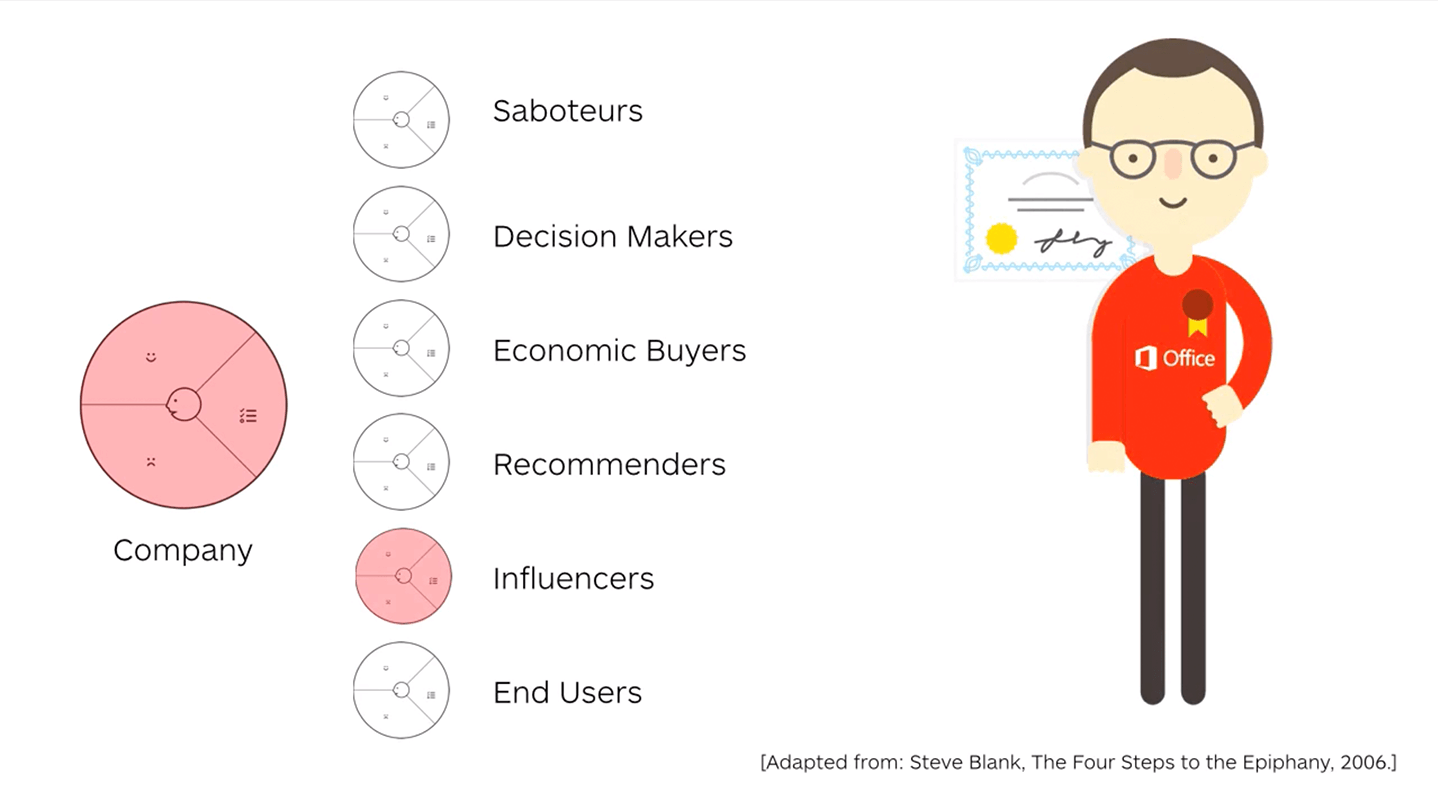 Saboteurs
Decision Makers
Economic Buyers
Office
Recommenders
Company
Influencers
End Users
[Adapted from: Steve Blank, The Four Steps to the Epiphany, 2006.]